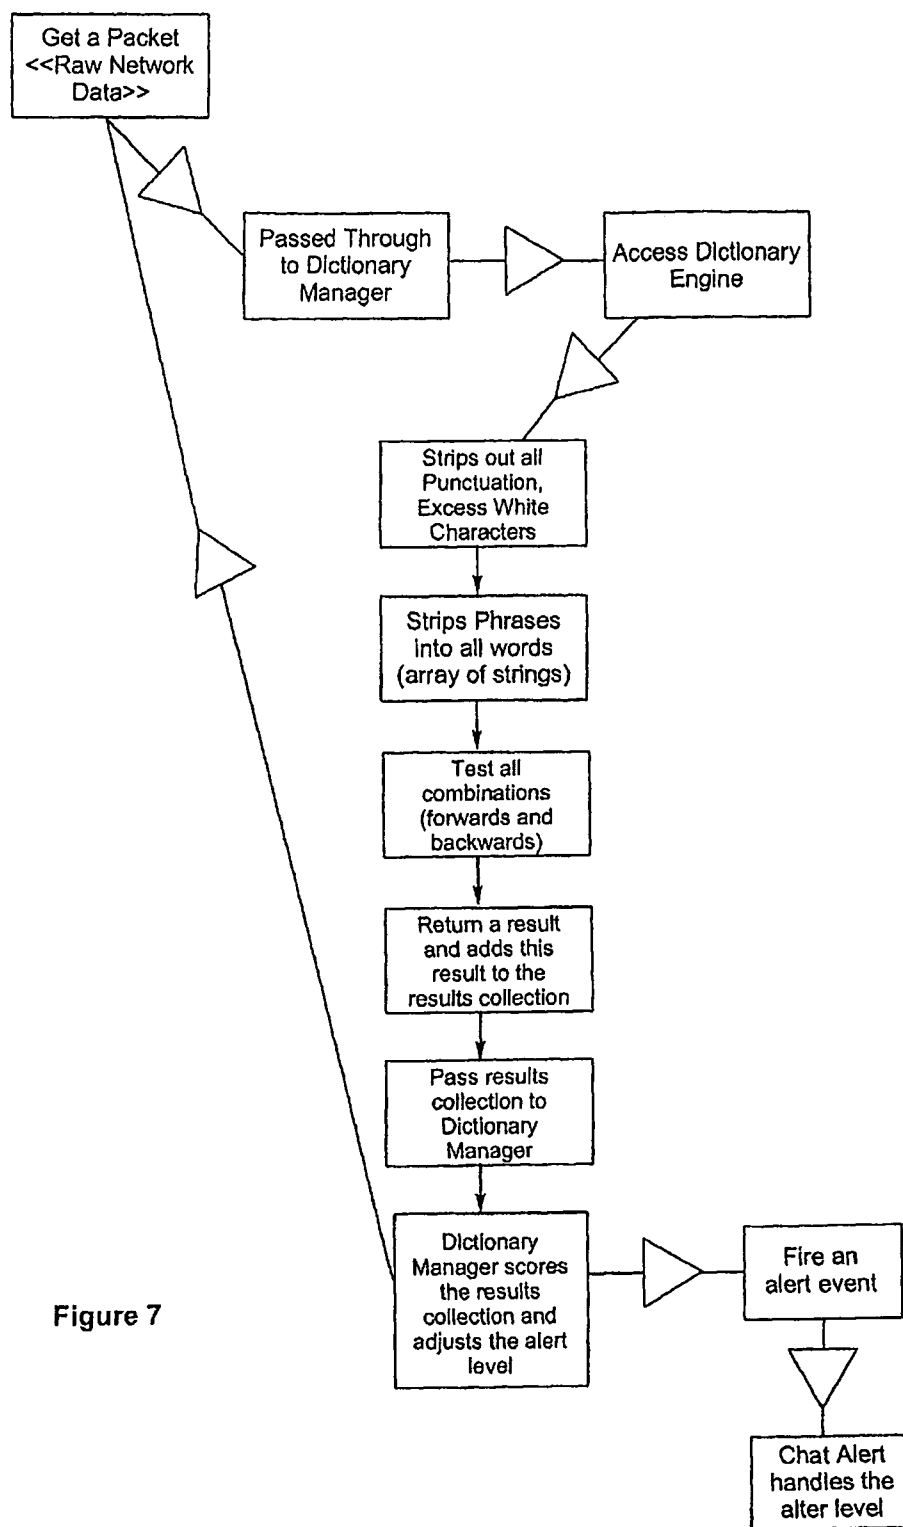 Get a Packet
<<Raw Network
Data>>
Passed Through
to Dictionary
Manager
Access Dictionary
Engine
Strips out all
Punctuation,
Excess White
Characters
Strips Phrases
into all words
(array of strings)
Test all
combinations
(forwards and
backwards)
Return a result
and adds this
result to the
results collection
Pass results
collection to
Dictionary
Manager
Dictionary
Manager scores
the results
collection and
adjusts the alert
level
Fire an
alert event
Chat Alert
handles the
alter level
Figure 7